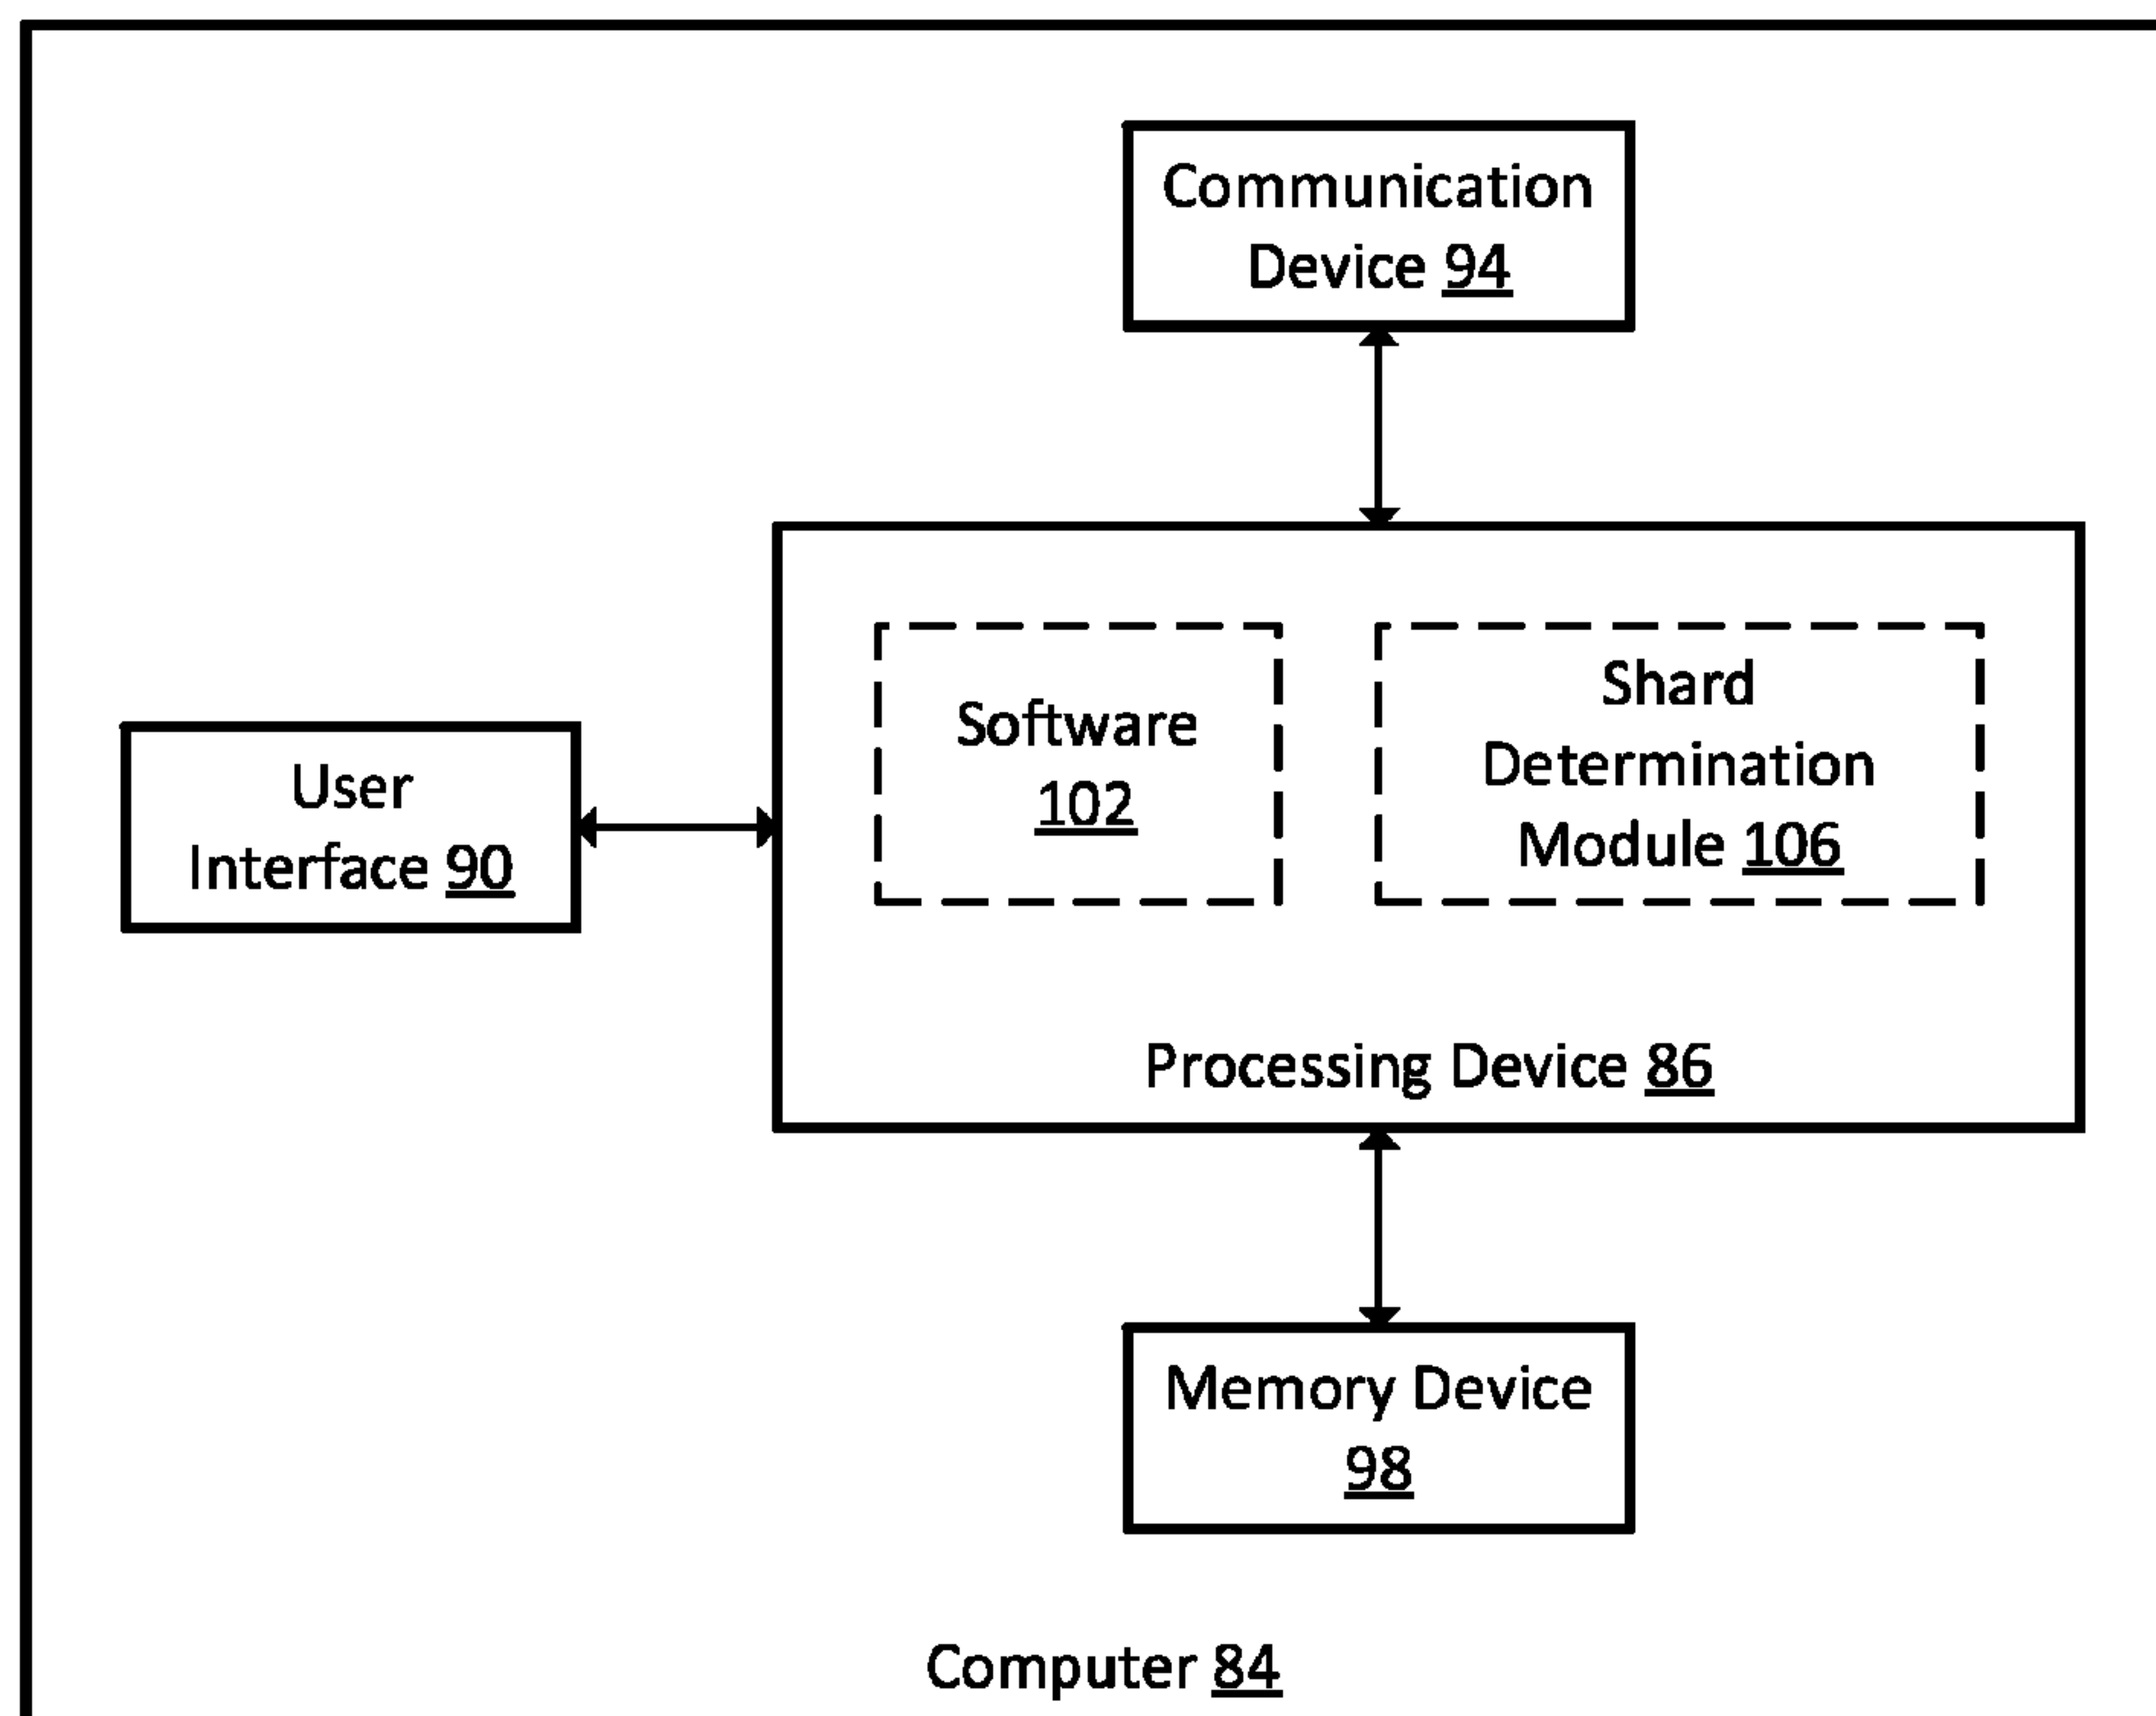 Communication
Device 94
Software
102
Shard
Determination
Module 106
User
Interface 90
Processing Device 86
Memory Device
98
Computer 84